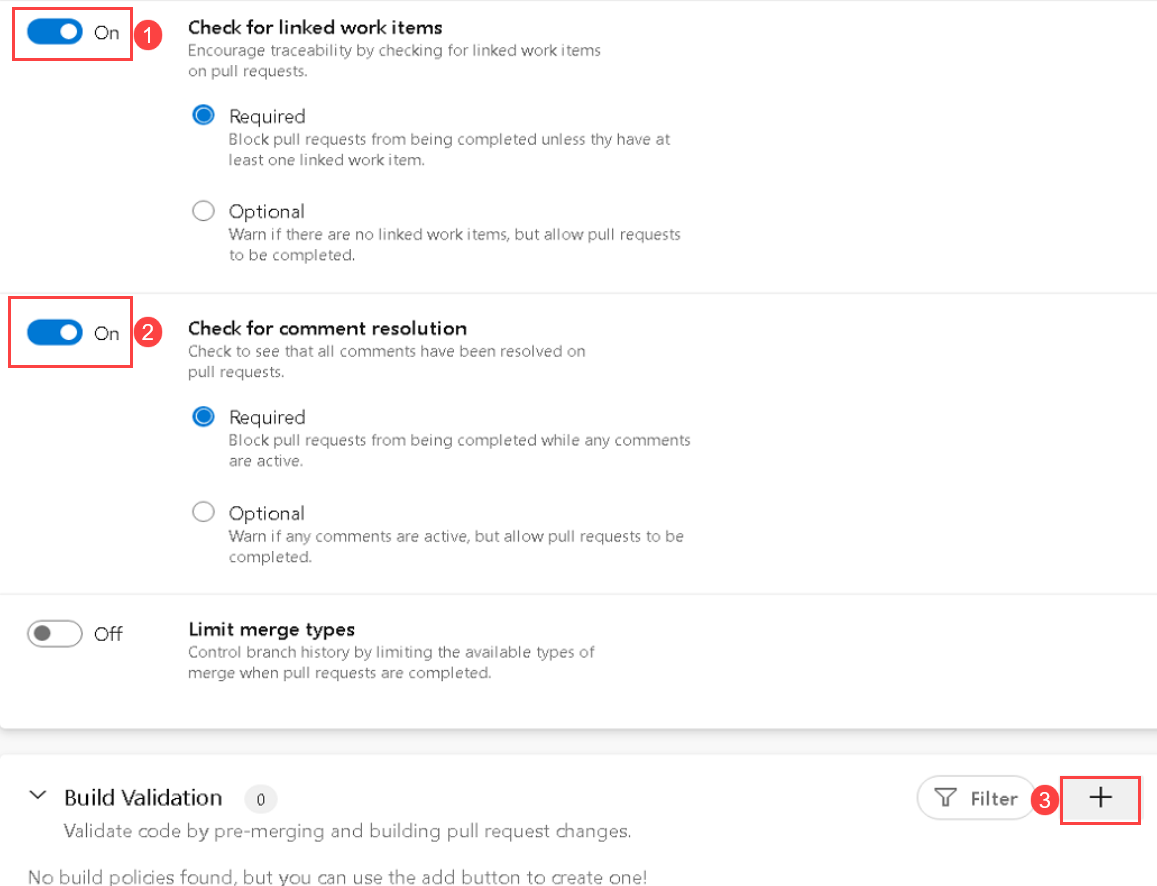 On 1 Check for linked work items
Encourage traceability by checking for linked work items
on pull requests.
Required
Block pull requests from being completed unless thy have at
least one linked work item.
Optional
Warn if there are no linked work items, but allow pull requests
to be completed.
On 2 Check for comment resolution
Check to see that all comments have been resolved on
pull requests.
Required
Block pull requests from being completed while any comments
are active.
Optional
Warn if any comments are active, but allow pull requests to be
completed.
Off Limit merge types
Control branch history by limiting the available types of
merge when pull requests are completed.
Build Validation 0 Filter 3 +
Validate code by pre-merging and building pull request changes.
No build policies found, but you can use the add button to create one!